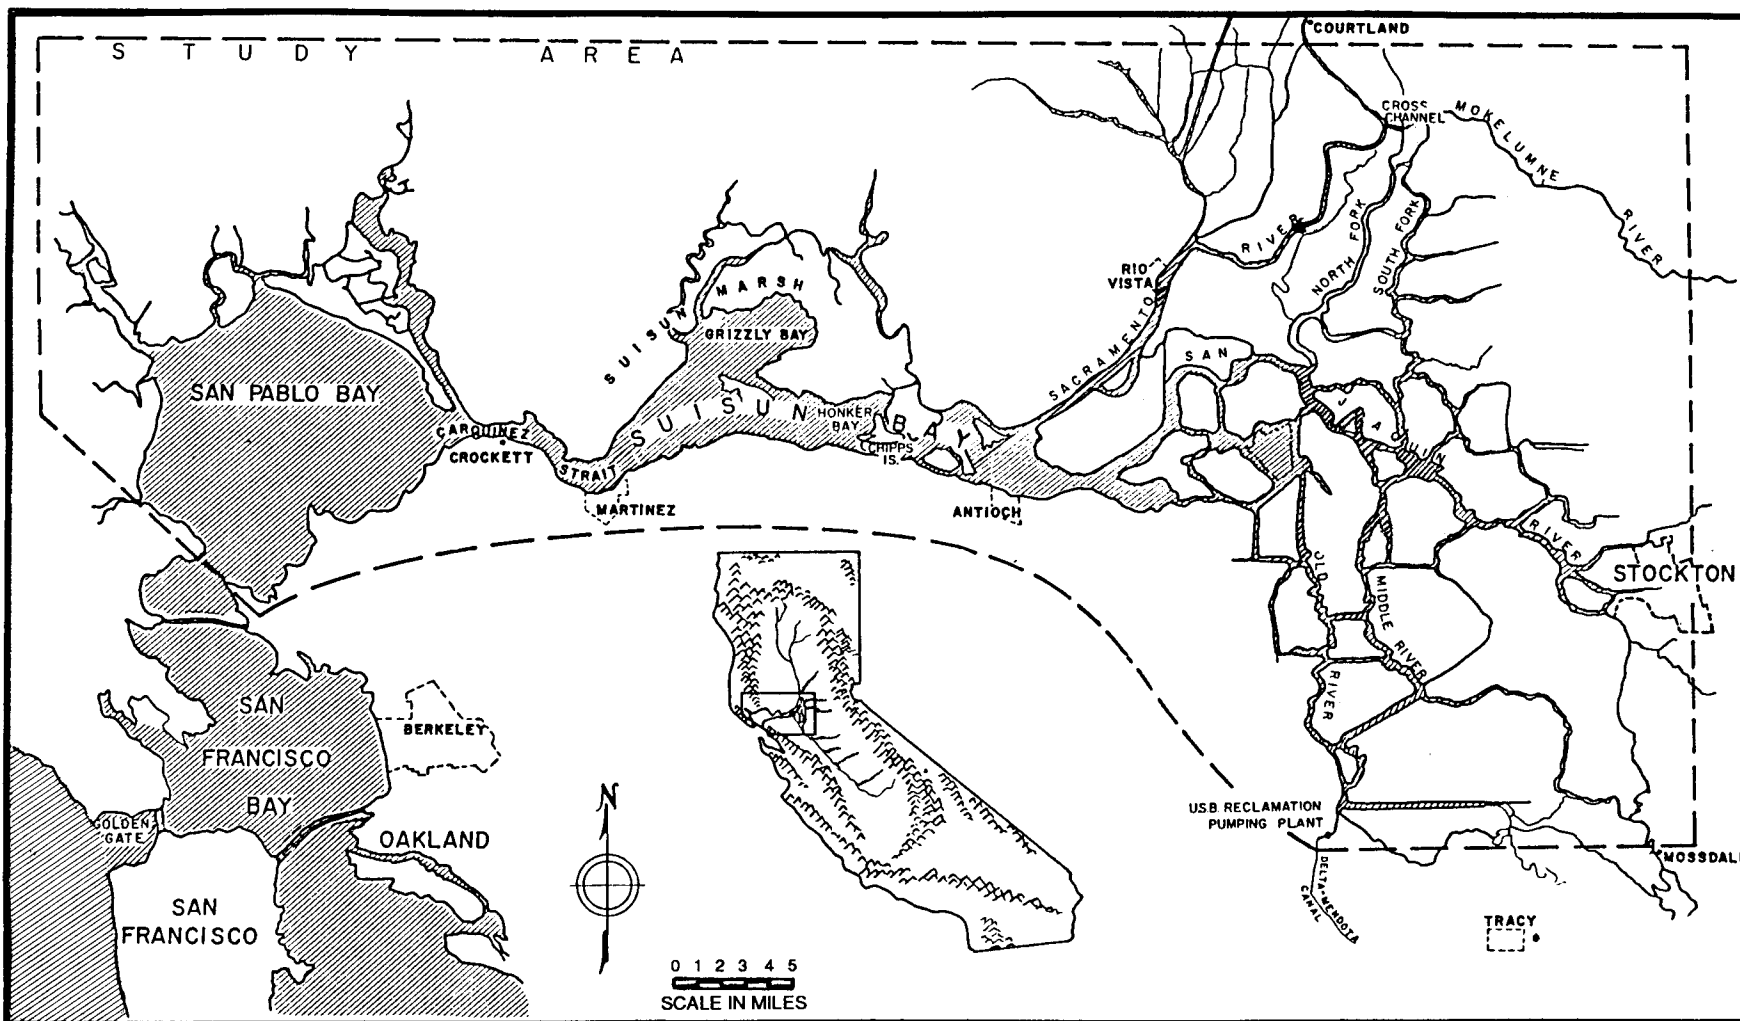 STUDY AREA
COURTLAND
CROSS
CHANNEL
MOKELUMNE RIVER
RIVER
NORTH FORK
SOUTH FORK
RIO
VISTA
SACRAMENTO
SUISUN MARSH
GRIZZLY BAY
SAN PABLO BAY
SUISUN BAY
HONKER
BAY
CHIPPS
IS.
CARQUINEZ
STRAIT
CROCKETT
MARTINEZ
ANTIOCH
SAN
JOAQUIN
RIVER
STOCKTON
OLD
RIVER
MIDDLE RIVER
SAN
FRANCISCO
BAY
BERKELEY
GOLDEN
GATE
OAKLAND
SAN
FRANCISCO
N
0 1 2 3 4 5
SCALE IN MILES
U.S.B. RECLAMATION
PUMPING PLANT
DELTA-MENDOTA
CANAL
MOSSDALE
TRACY